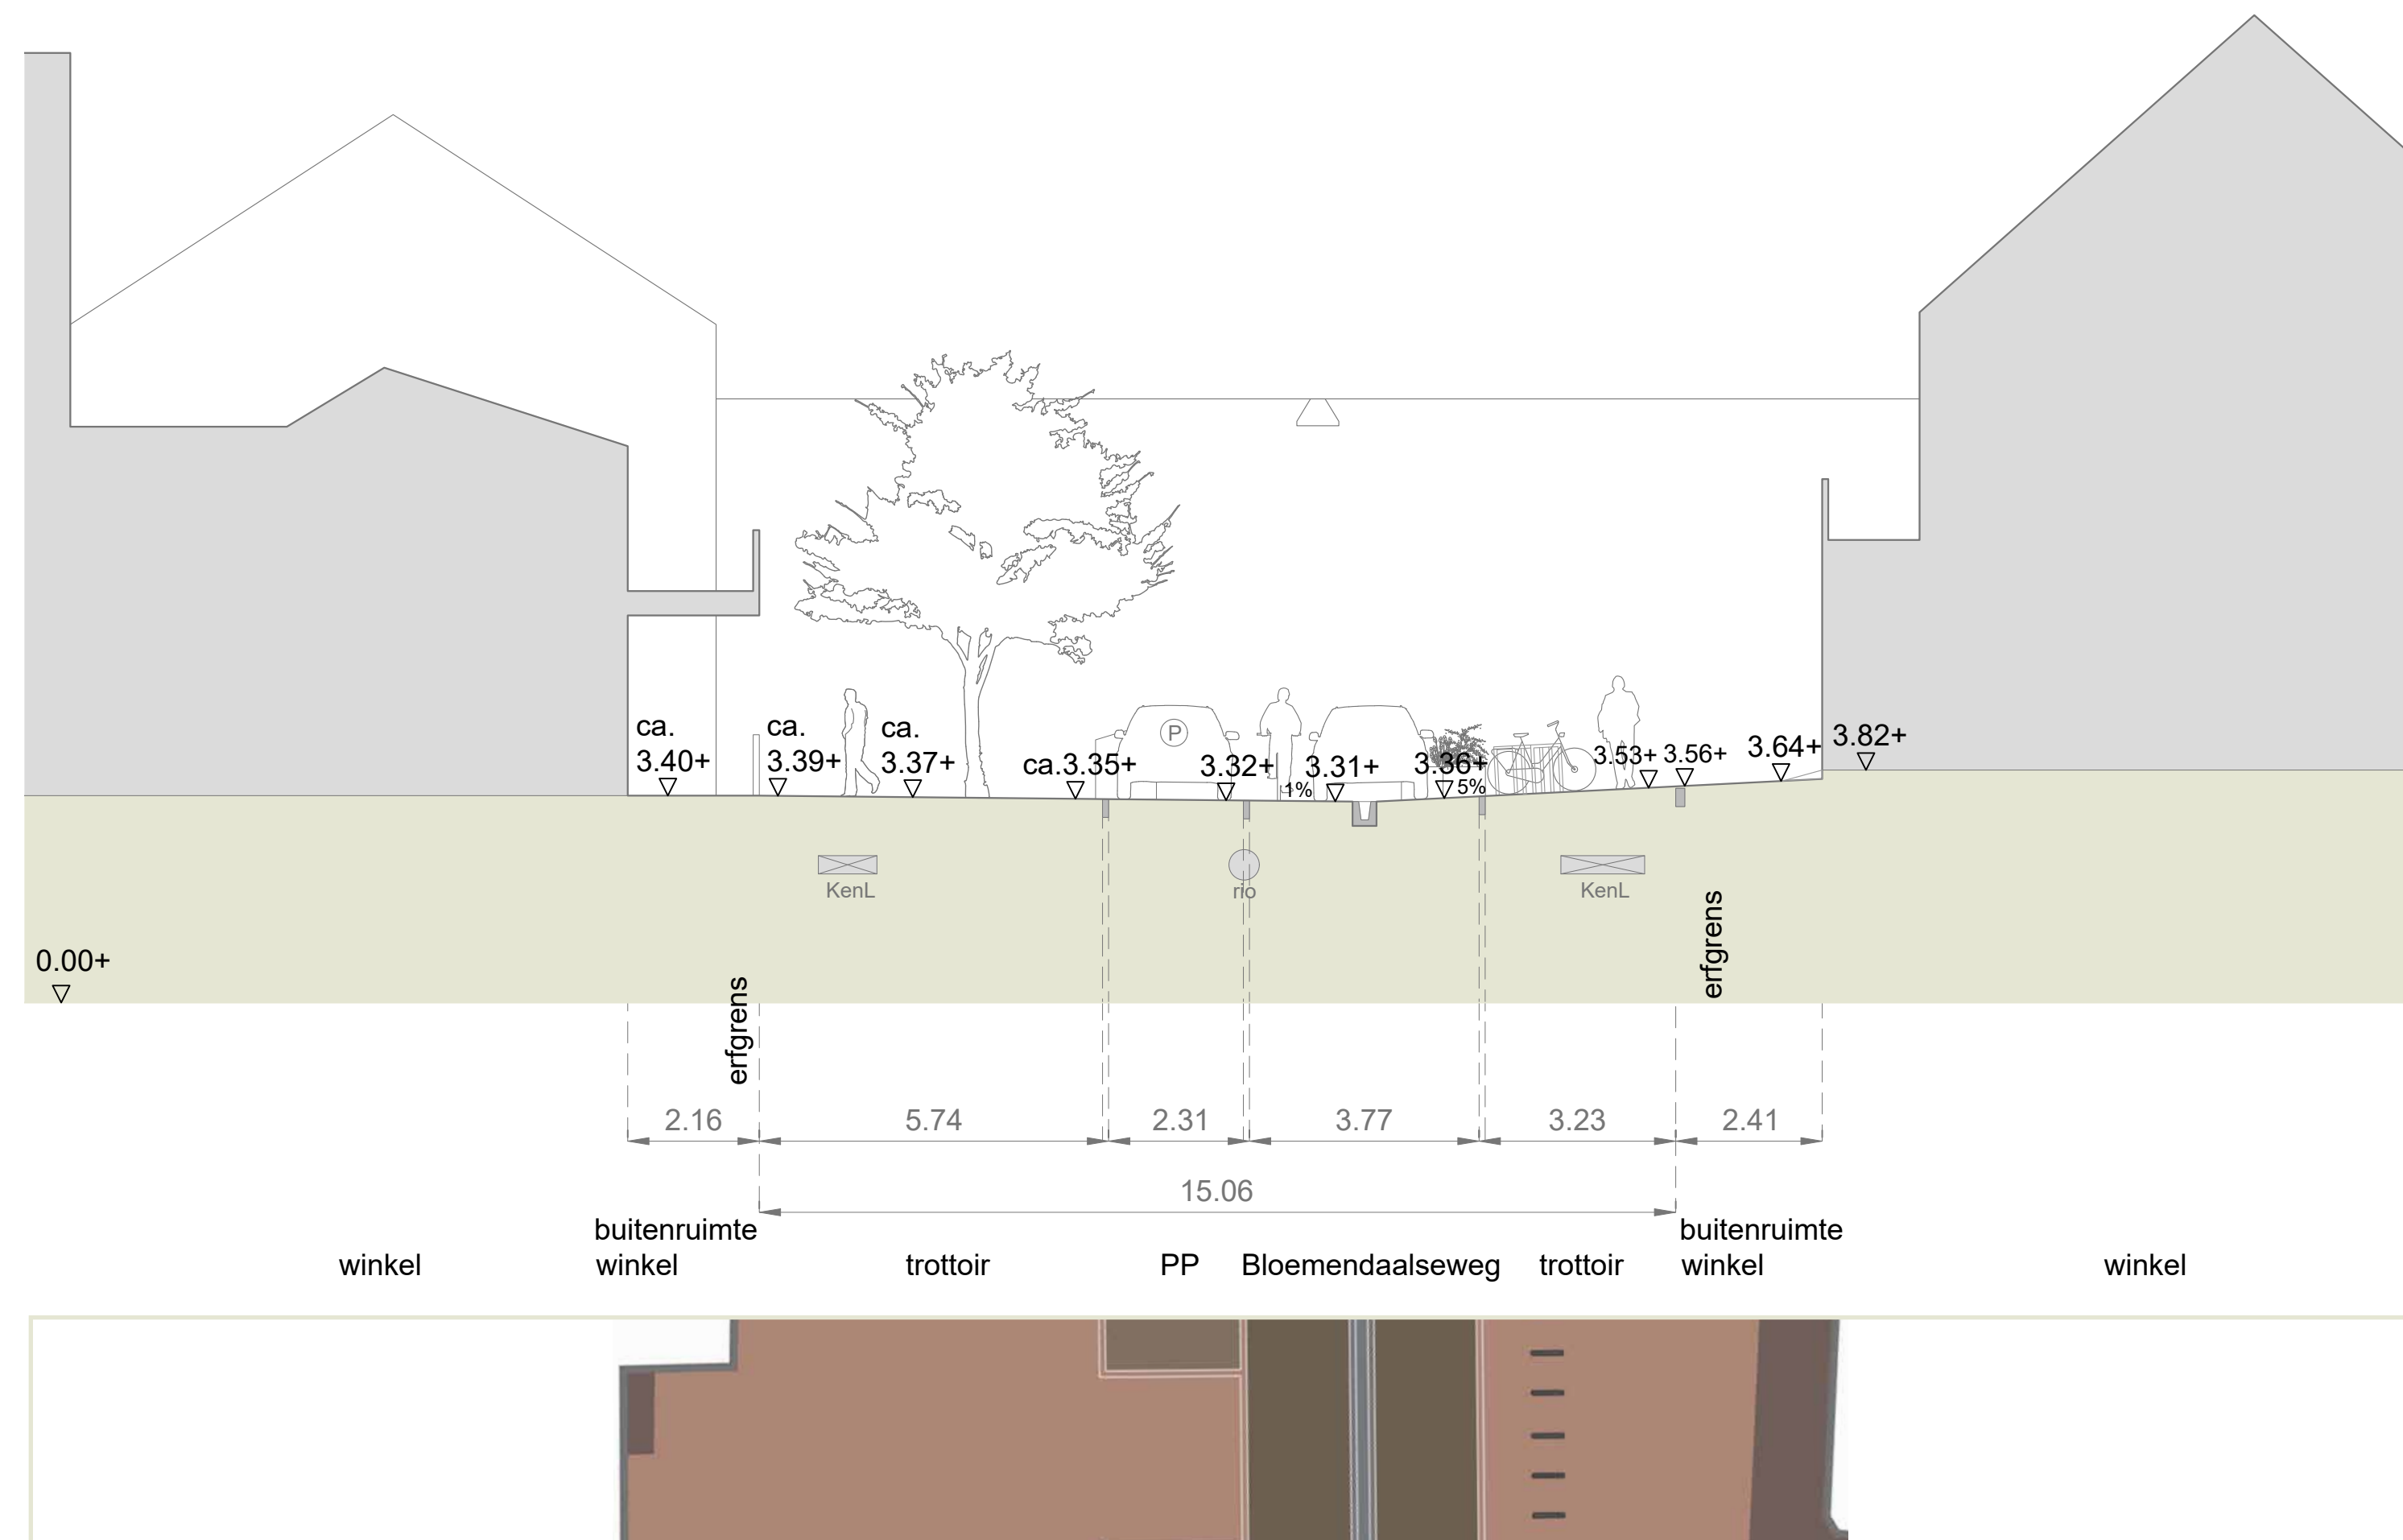 P
ca.
3.40+
ca.
3.39+
ca.
3.37+
ca.3.35+
3.32+
1%
3.31+
3.36+
5%
3.53+
3.56+
3.64+
3.82+
KenL
rio
KenL
0.00+
erfgrens
erfgrens
2.16
5.74
2.31
3.77
3.23
2.41
15.06
winkel
buitenruimte
winkel
trottoir
PP
Bloemendaalseweg
trottoir
buitenruimte
winkel
winkel